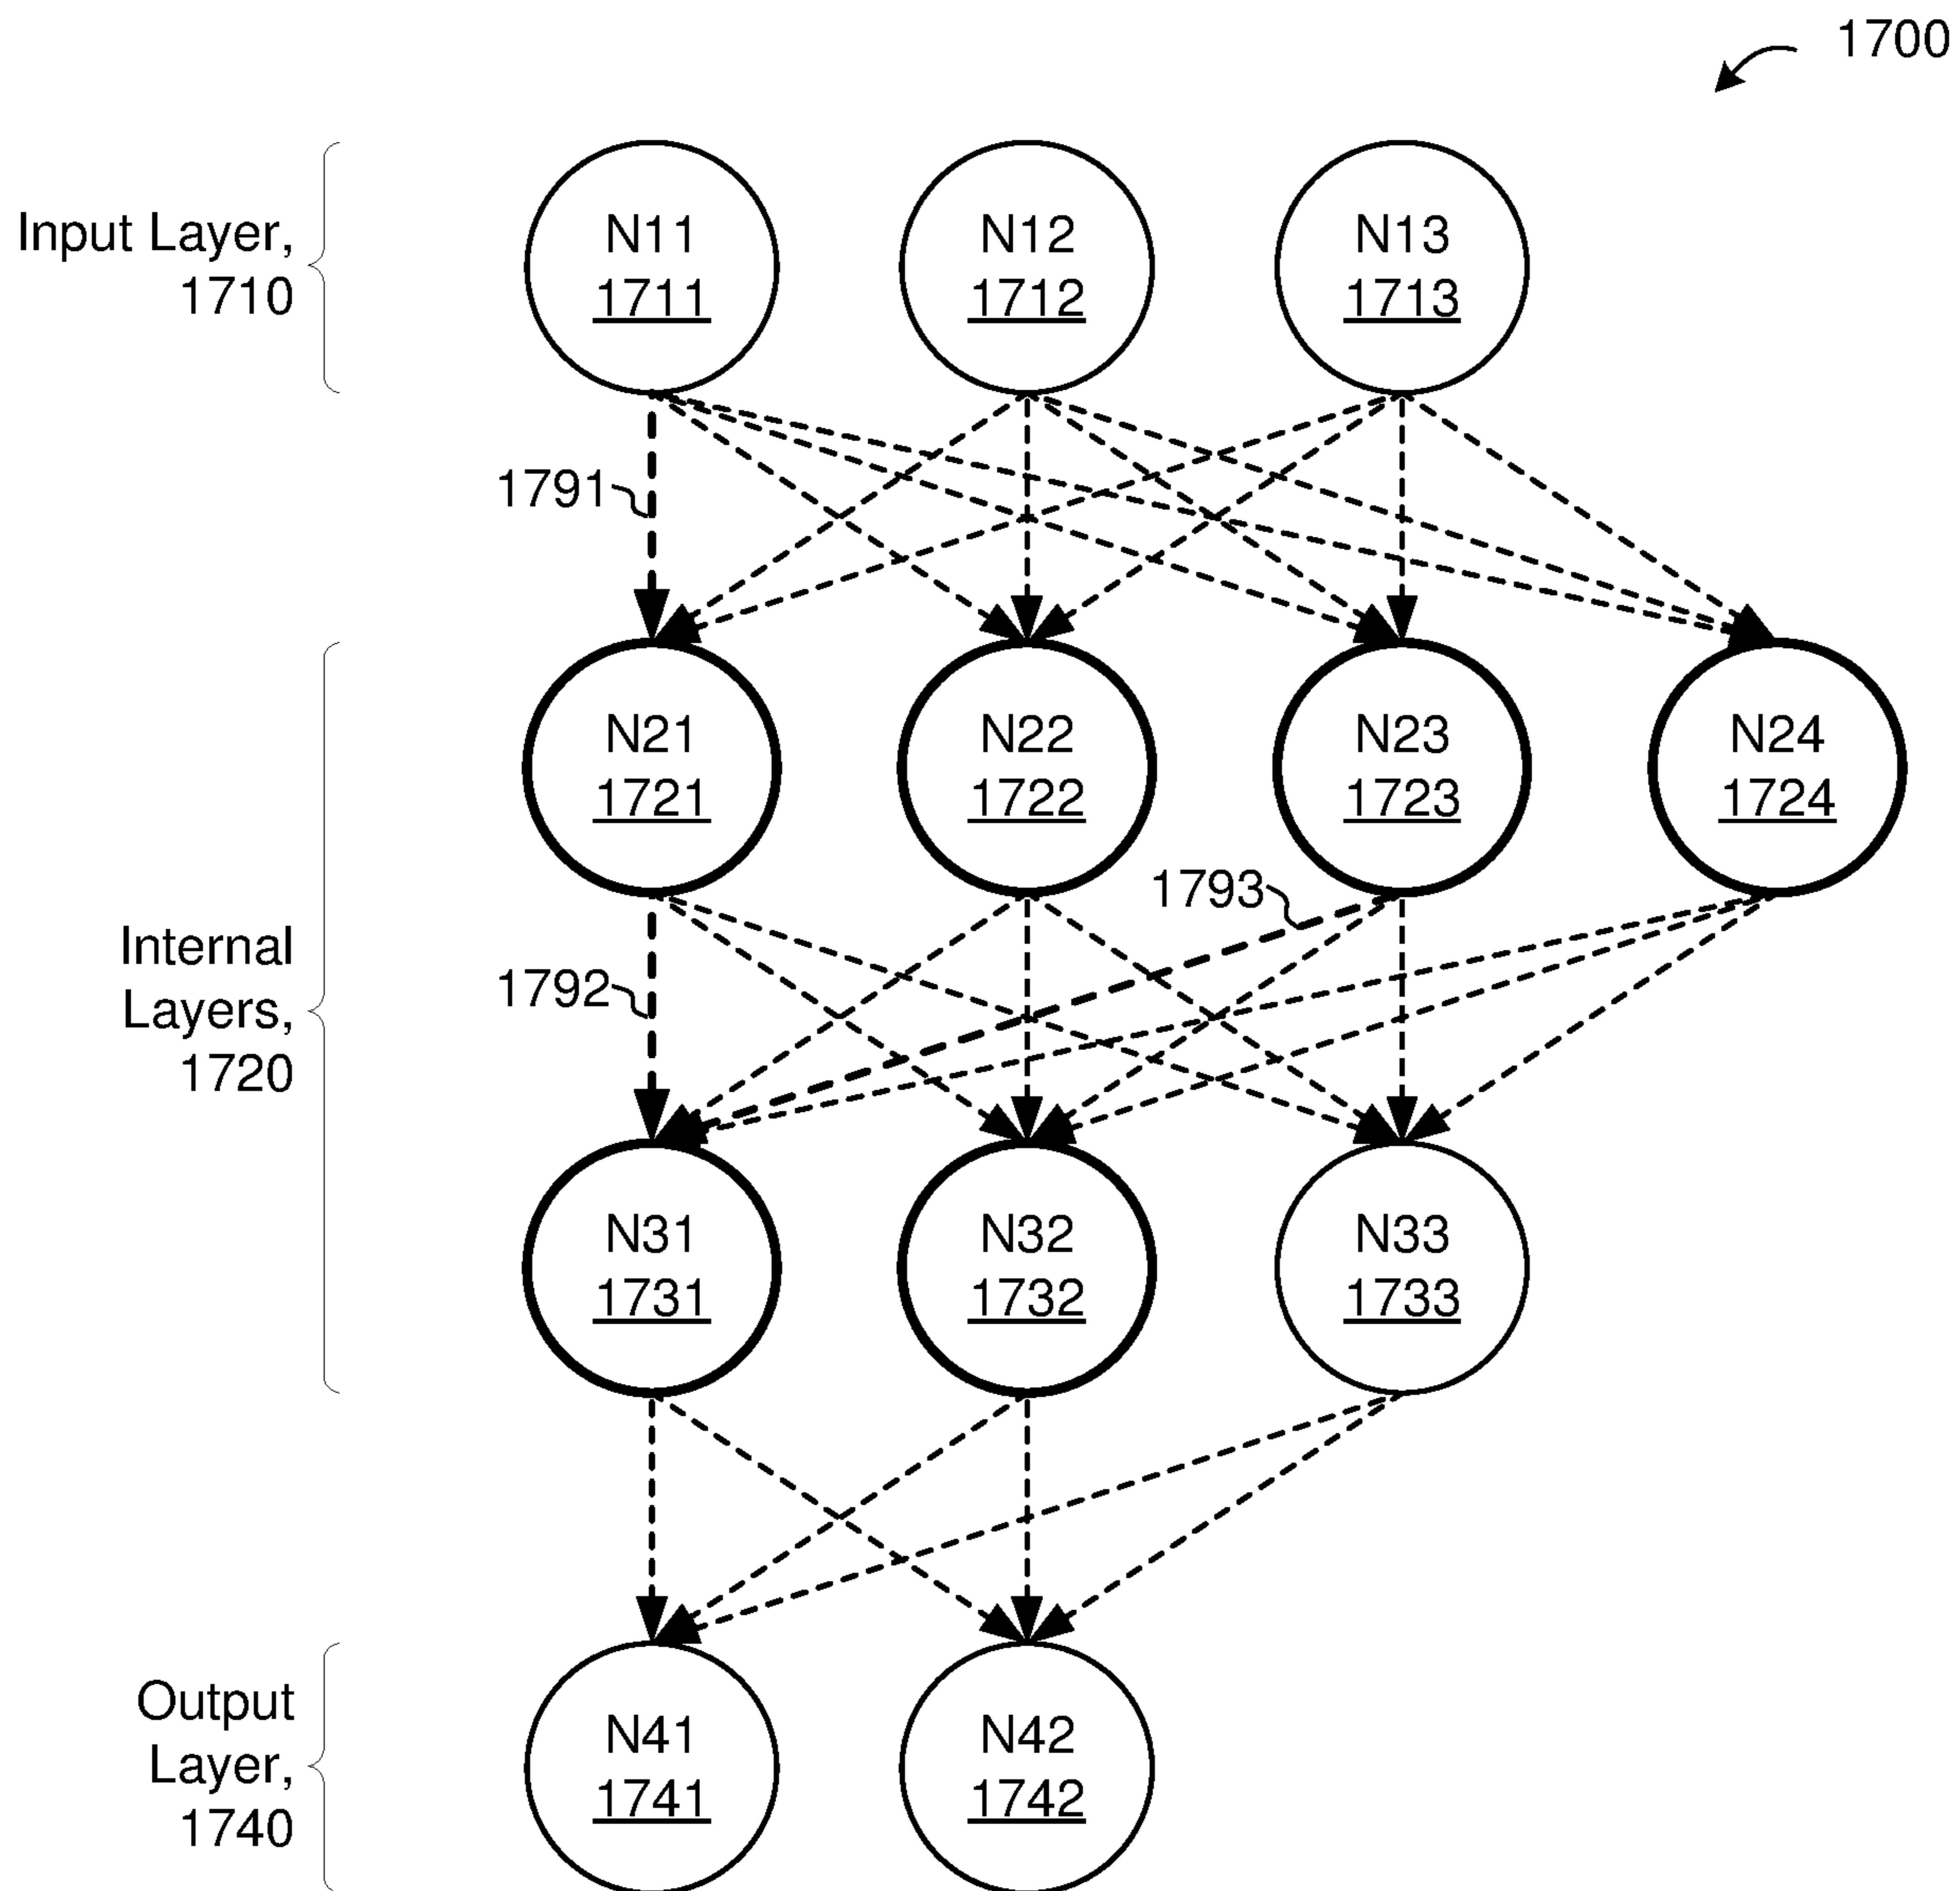 1700
Input Layer,
1710
N11
1711
N12
1712
N13
1713
1791
N21
1721
N22
1722
N23
1723
N24
1724
1793
Internal
Layers,
1720
1792
N31
1731
N32
1732
N33
1733
Output
Layer,
1740
N41
1741
N42
1742